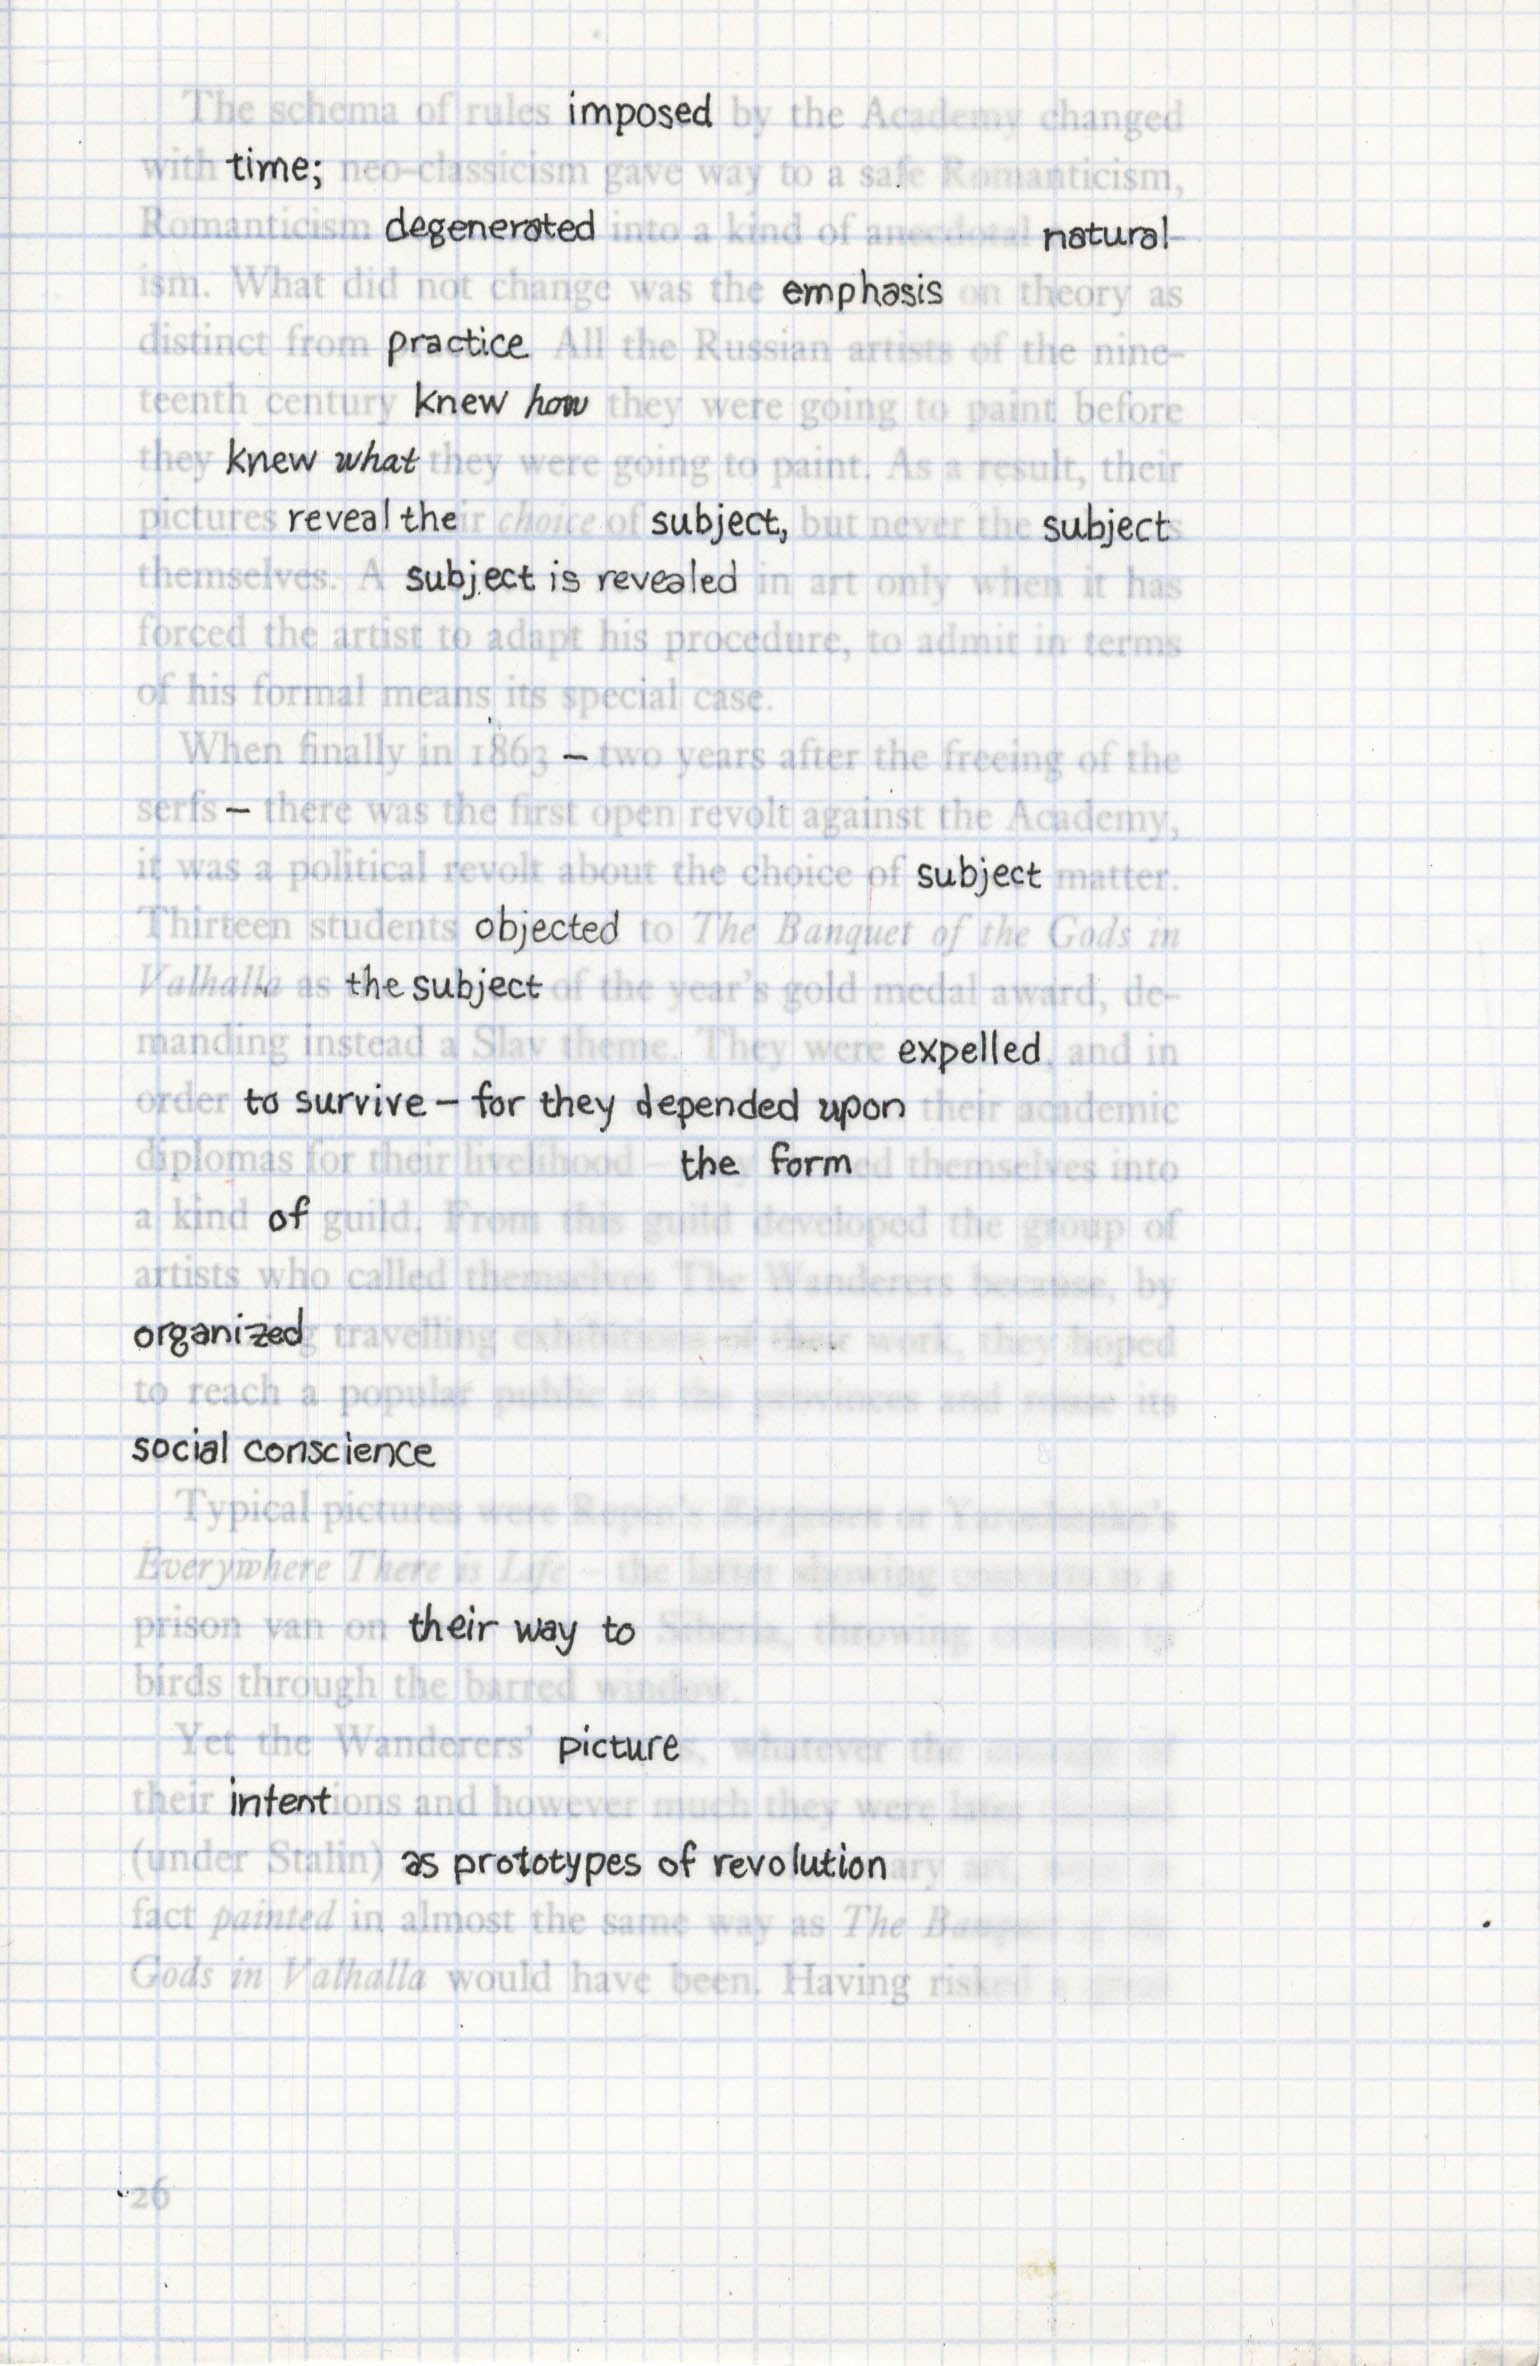 The schema of rules imposed by the Academy changed
with time; neo-classicism gave way to a safe Romanticism,
Romanticism degenerated into a kind of anecdotal natural-
ism. What did not change was the emphasis on theory as
distinct from practice All the Russian artists of the nine-
teenth century knew how they were going to paint before
they knew what they were going to paint. As a result, their
pictures reveal their choice of subject, but never the subjects
themselves. A subject is revealed in art only when it has
forced the artist to adapt his procedure, to admit in terms
of his formal means its special case.
When finally in 1863 – two years after the freeing of the
serfs – there was the first open revolt against the Academy,
it was a political revolt about the choice of subject matter.
Thirteen students objected to The Banquet of the Gods in
Valhalla as the subject of the year's gold medal award, de-
manding instead a Slav theme. They were expelled, and in
order to survive – for they depended upon their academic
diplomas for their livelihood – the formed themselves into
a kind of guild. From this guild developed the group of
artists who called themselves The Wanderers because, by
organized travelling exhibitions of their work, they hoped
to reach a popular public in the provinces and rouse its
social conscience
Typical pictures were Repin's Bargemen or Yaroshenko's
Everywhere There is Life – the latter showing convicts in a
prison van on their way to Siberia, throwing to
birds through the barred window.
Yet the Wanderers' pictures, whatever the of
their intentions and however much they were later
(under Stalin) as prototypes of revolutionary art,
fact painted in almost the same way as The Banquet of the
Gods in Valhalla would have been. Having risked a great
26